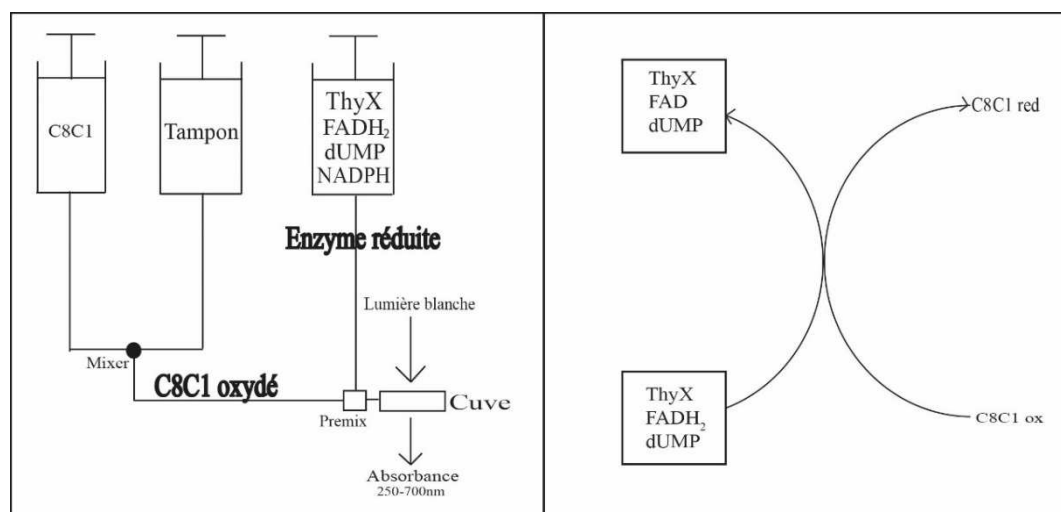 C8C1
Tampon
ThyX
FADH₂
dUMP
NADPH
Enzyme réduite
Lumière blanche
Mixer
C8C1 oxydé
Premix
Cuve
Absorbance
250-700nm
ThyX
FAD
dUMP
C8C1 red
ThyX
FADH₂
dUMP
C8C1 ox